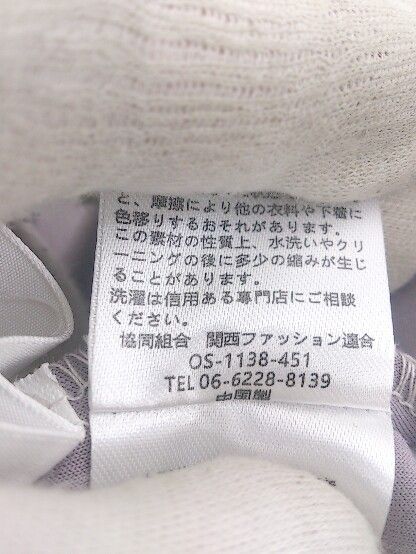 と、摩擦により他の衣料や下着に
色移りするおそれがあります。
この素材の性質上、水洗いやクリ
ーニングの後に多少の縮みが生じ
ることがあります。
洗濯は信用ある専門店にご相談
ください。
協同組合 関西ファッション連合
OS-1138-451
TEL 06-6228-8139
中国製